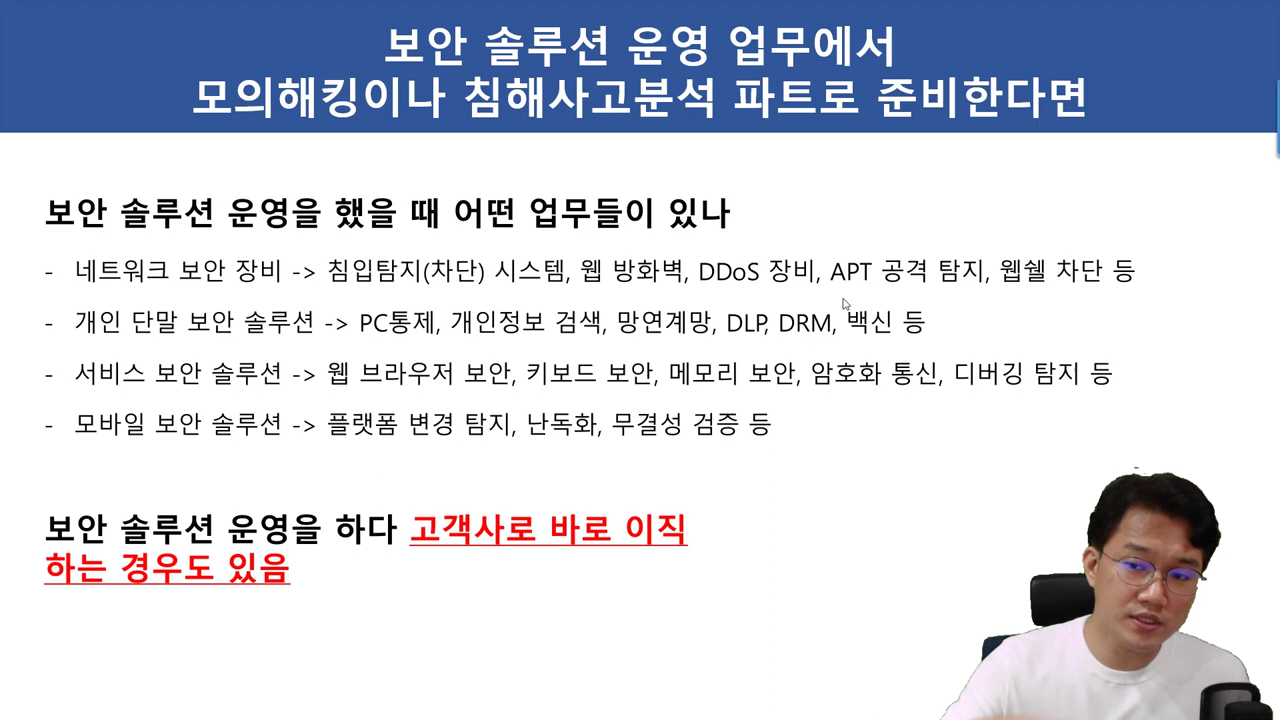 보안 솔루션 운영 업무에서
모의해킹이나 침해사고분석 파트로 준비한다면
보안 솔루션 운영을 했을 때 어떤 업무들이 있나
- 네트워크 보안 장비 -> 침입탐지(차단) 시스템, 웹 방화벽, DDoS 장비, APT 공격 탐지, 웹쉘 차단 등
- 개인 단말 보안 솔루션 -> PC통제, 개인정보 검색, 망연계망, DLP, DRM, 백신 등
- 서비스 보안 솔루션 -> 웹 브라우저 보안, 키보드 보안, 메모리 보안, 암호화 통신, 디버깅 탐지 등
- 모바일 보안 솔루션 -> 플랫폼 변경 탐지, 난독화, 무결성 검증 등
보안 솔루션 운영을 하다 고객사로 바로 이직
하는 경우도 있음